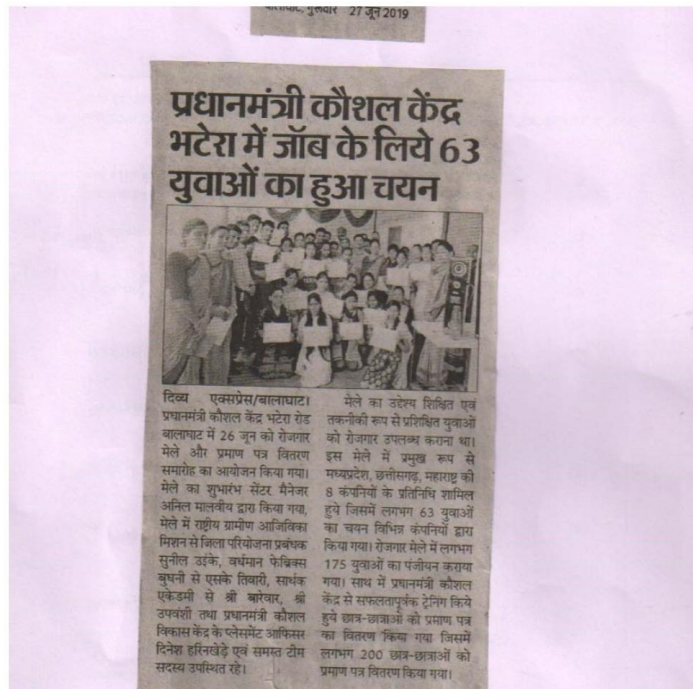 बालाघाट, गुरुवार 27 जून 2019
प्रधानमंत्री कौशल केंद्र
भटेरा में जॉब के लिये 63
युवाओं का हुआ चयन
दिव्य एक्सप्रेस/बालाघाट।
प्रधानमंत्री कौशल केंद्र भटेरा रोड
बालाघाट में 26 जून को रोजगार
मेले और प्रमाण पत्र वितरण
समारोह का आयोजन किया गया।
मेले का शुभारंभ सेंटर मैनेजर
अनिल मालवीय द्वारा किया गया,
मेले में राष्ट्रीय ग्रामीण आजिविका
मिशन से जिला परियोजना प्रबंधक
सुनील उइके, वर्धमान फेब्रिक्स
बुधनी से एसके तिवारी, सार्थक
एकेडमी से श्री बारेवार, श्री
उपवंशी तथा प्रधानमंत्री कौशल
विकास केंद्र के प्लेसमेंट आफिसर
दिनेश हरिनखेड़े एवं समस्त टीम
सदस्य उपस्थित रहे।
मेले का उद्देश्य शिक्षित एवं
तकनीकी रूप से प्रशिक्षित युवाओं
को रोजगार उपलब्ध कराना था।
इस मेले में प्रमुख रूप से
मध्यप्रदेश, छत्तीसगढ़, महाराष्ट्र की
8 कंपनियों के प्रतिनिधि शामिल
हुये जिसमें लगभग 63 युवाओं
का चयन विभिन्न कंपनियों द्वारा
किया गया। रोजगार मेले में लगभग
175 युवाओं का पंजीयन कराया
गया। साथ में प्रधानमंत्री कौशल
केंद्र से सफलतापूर्वक ट्रेनिंग किये
हुये छात्र-छात्राओं को प्रमाण पत्र
का वितरण किया गया जिसमें
लगभग 200 छात्र-छात्राओं को
प्रमाण पत्र वितरण किया गया।